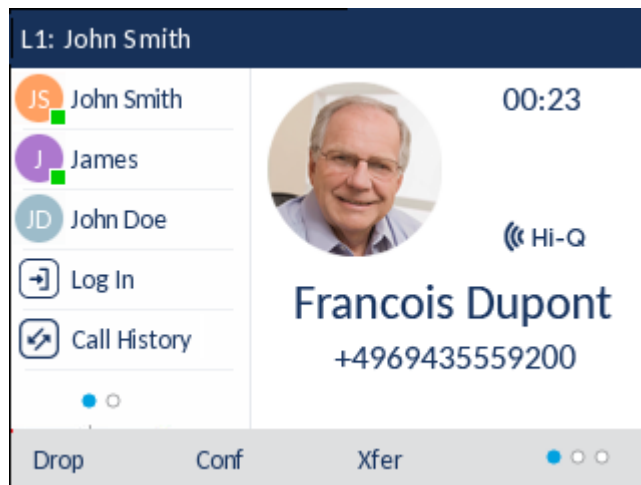 L1: John Smith
JS John Smith
J James
JD John Doe
Log In
Call History
00:23
Hi-Q
Francois Dupont
+4969435559200
Drop Conf Xfer